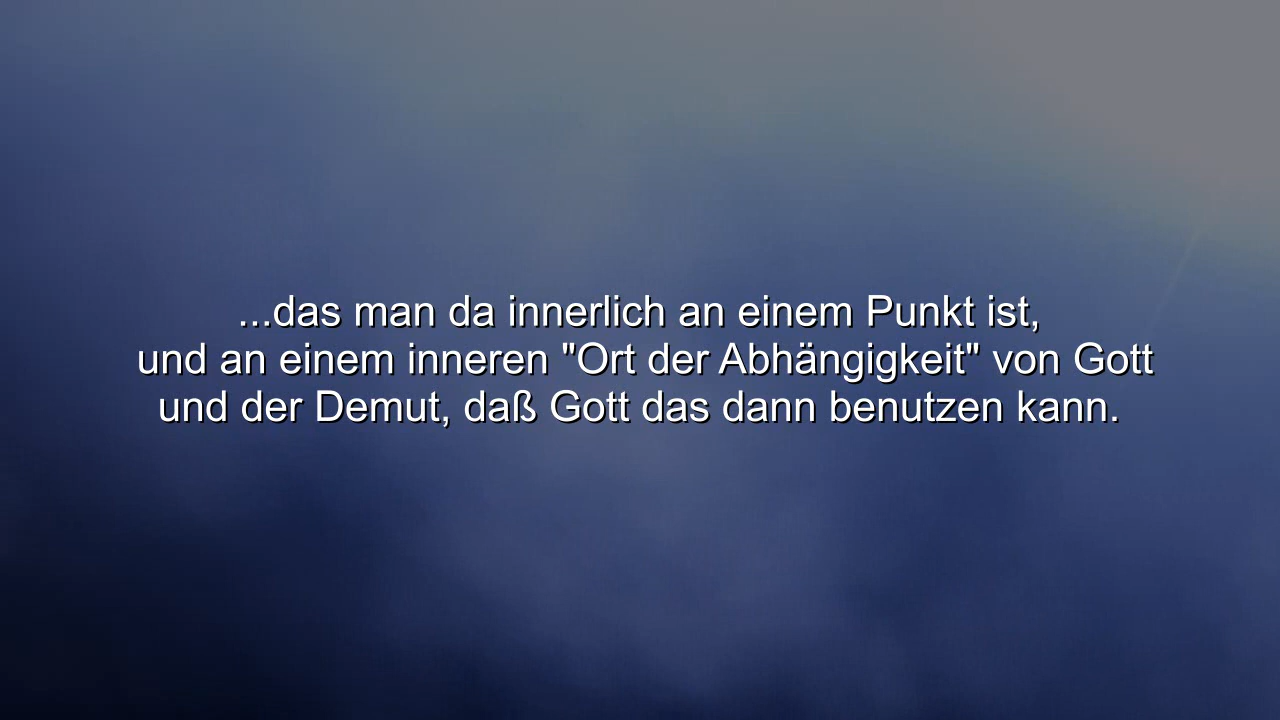 ...das man da innerlich an einem Punkt ist,
und an einem inneren "Ort der Abhängigkeit" von Gott
und der Demut, daß Gott das dann benutzen kann.